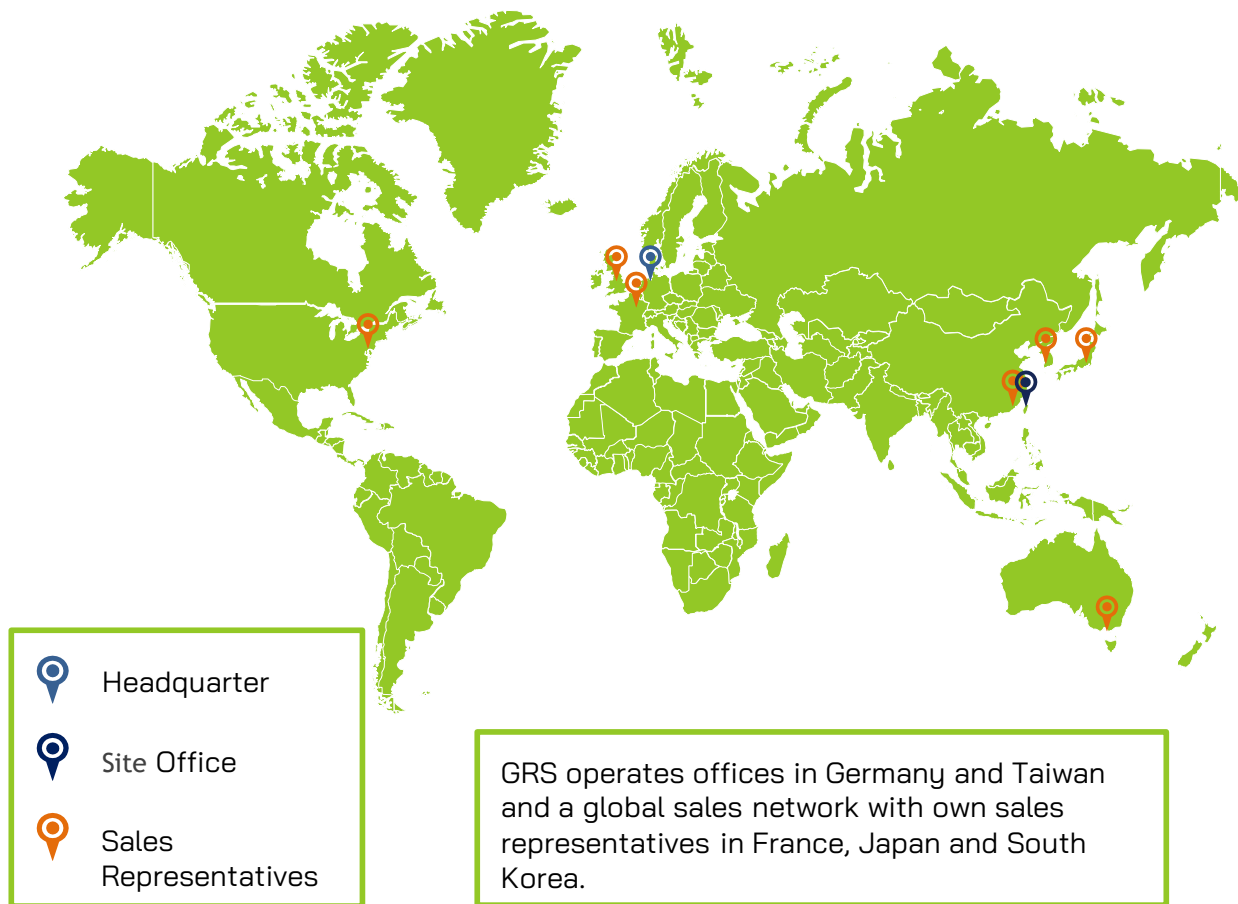 Headquarter
Site Office
Sales
Representatives
GRS operates offices in Germany and Taiwan
and a global sales network with own sales
representatives in France, Japan and South
Korea.